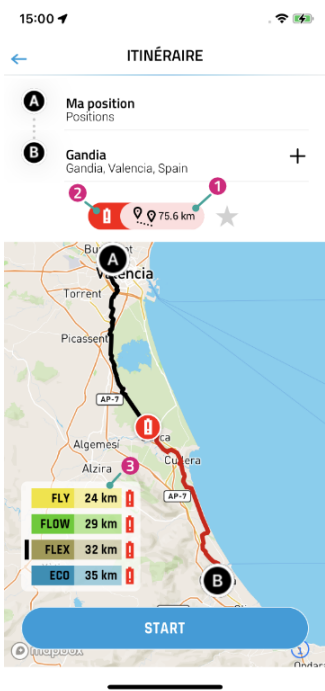 15:00
ITINÉRAIRE
A Ma position
Positions
B Gandia
Gandia, Valencia, Spain
2 1
75.6 km
A
Valencia
Torrent
Picassent
AP-7
Algemesí
Cullera
Alzira
3
AP-7
FLY 24 km
FLOW 29 km
FLEX 32 km
ECO 35 km
B
START
mapbox
i